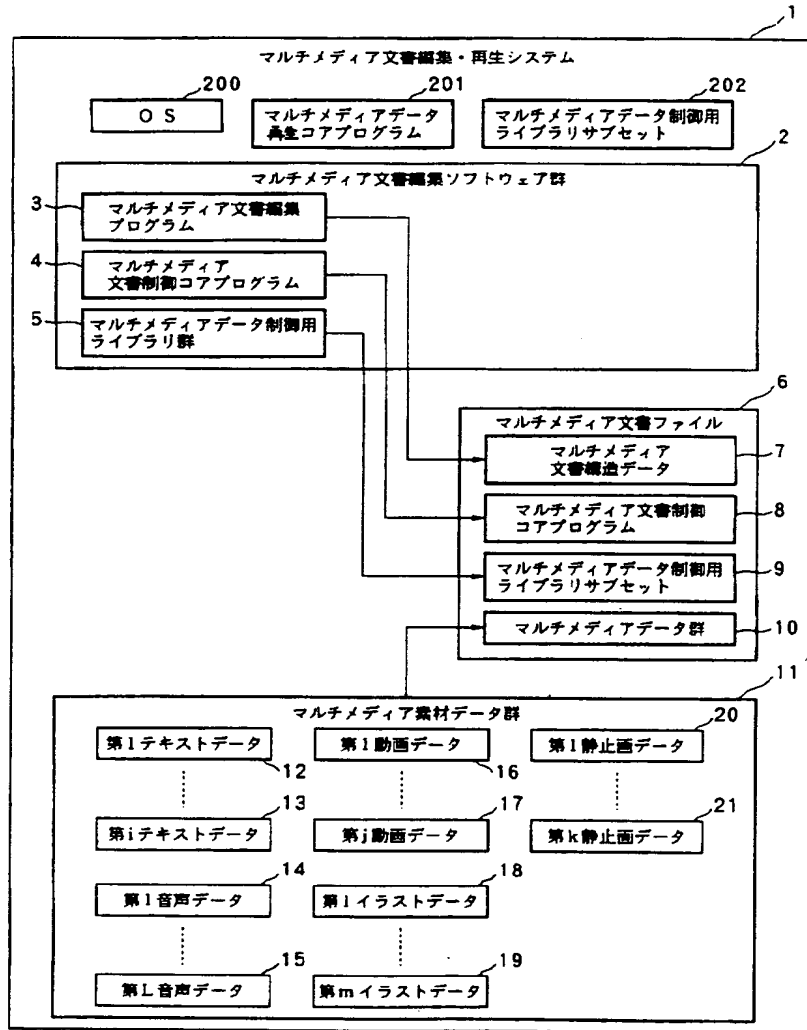 1
マルチメディア文書編集・再生システム
200
201
202
OS
マルチメディアデータ
再生コアプログラム
マルチメディアデータ制御用
ライブラリサブセット
2
マルチメディア文書編集ソフトウェア群
3
マルチメディア文書編集
プログラム
4
マルチメディア
文書制御コアプログラム
5
マルチメディアデータ制御用
ライブラリ群
6
マルチメディア文書ファイル
マルチメディア
文書構造データ
7
マルチメディア文書制御
コアプログラム
8
マルチメディアデータ制御用
ライブラリサブセット
9
マルチメディアデータ群
10
11
マルチメディア素材データ群
第1テキストデータ
12
第1動画データ
16
第1静止画データ
20
第iテキストデータ
13
第j動画データ
17
第k静止画データ
21
第1音声データ
14
第1イラストデータ
18
第L音声データ
15
第mイラストデータ
19